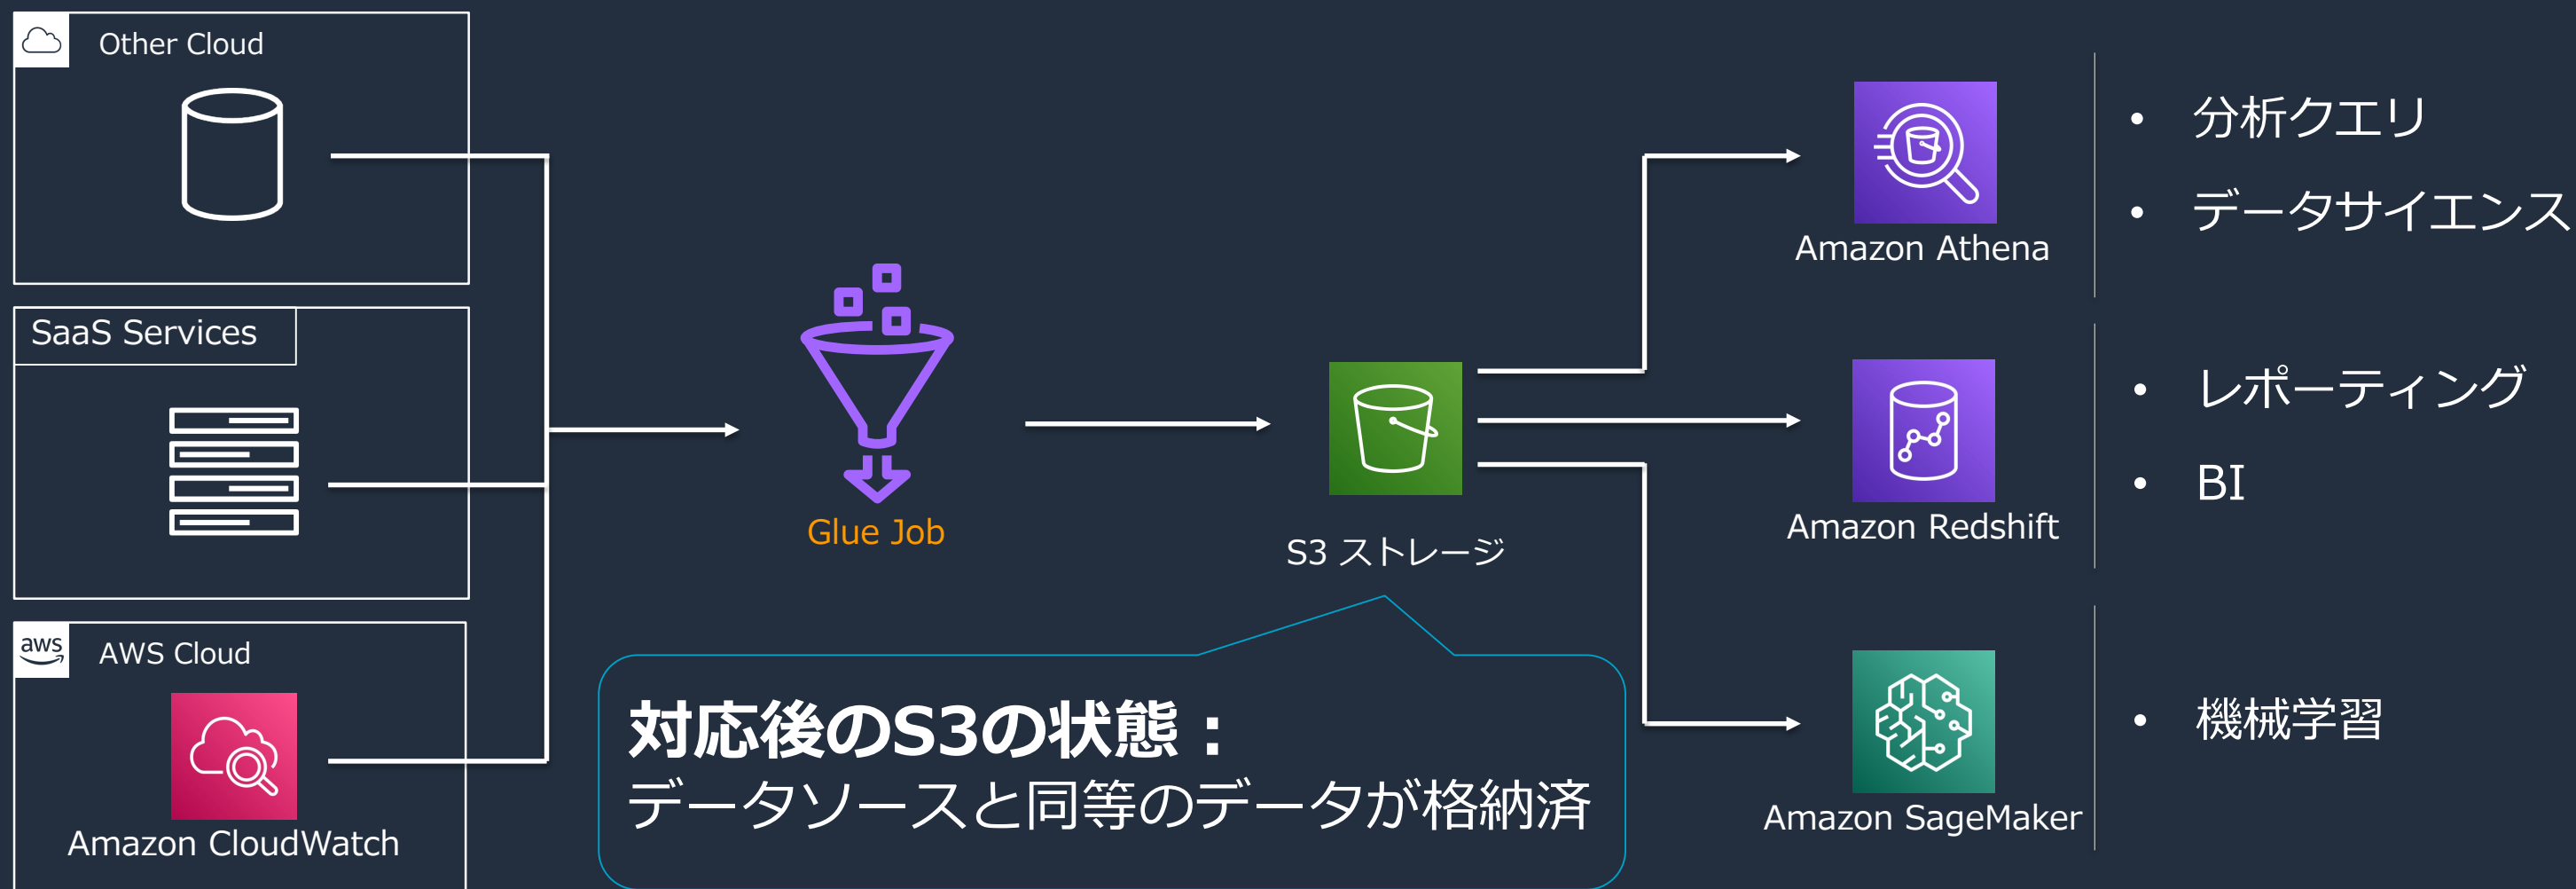 Other Cloud
SaaS Services
aws
AWS Cloud
Amazon CloudWatch
Glue Job
S3 ストレージ
対応後のS3の状態：
データソースと同等のデータが格納済
Amazon Athena
• 分析クエリ
• データサイエンス
Amazon Redshift
• レポーティング
• BI
Amazon SageMaker
• 機械学習